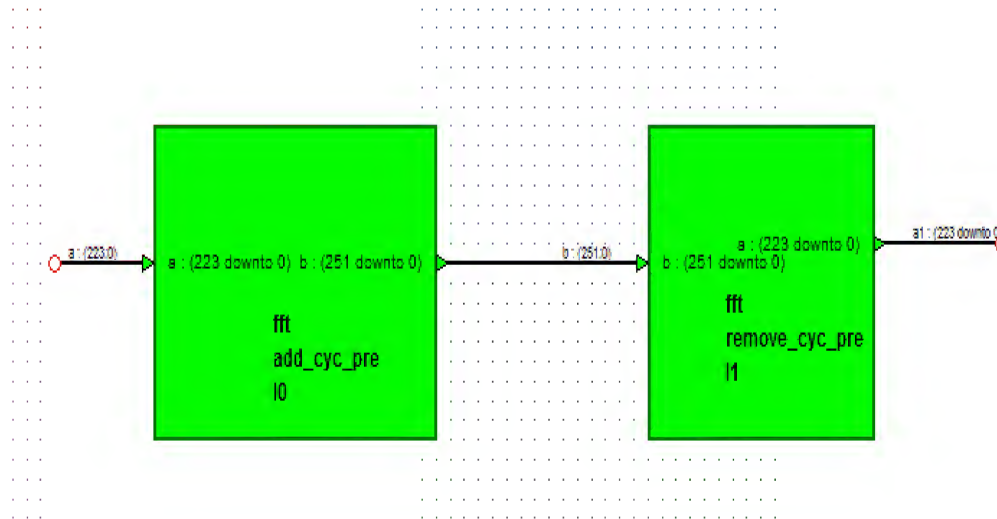 a : (223:0)
a : (223 downto 0) b : (251 downto 0)
fft
add_cyc_pre
I0
b : (251:0)
a : (223 downto 0)
b : (251 downto 0)
fft
remove_cyc_pre
I1
a1 : (223 downto 0